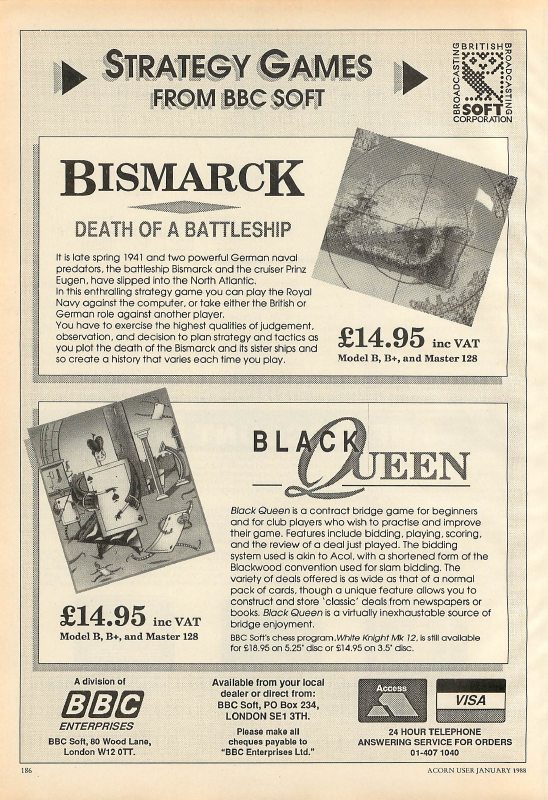 STRATEGY GAMES
FROM BBC SOFT
BRITISH
BROADCASTING
BROADCASTING
SOFT
CORPORATION
BISMARCK
DEATH OF A BATTLESHIP
It is late spring 1941 and two powerful German naval
predators, the battleship Bismarck and the cruiser Prinz
Eugen, have slipped into the North Atlantic.
In this enthralling strategy game you can play the Royal
Navy against the computer, or take either the British or
German role against another player.
You have to exercise the highest qualities of judgement,
observation, and decision to plan strategy and tactics as
you plot the death of the Bismarck and its sister ships and
so create a history that varies each time you play.
£14.95 inc VAT
Model B, B+, and Master 128
BLACK
QUEEN
Black Queen is a contract bridge game for beginners
and for club players who wish to practise and improve
their game. Features include bidding, playing, scoring,
and the review of a deal just played. The bidding
system used is akin to Acol, with a shortened form of the
Blackwood convention used for slam bidding. The
variety of deals offered is as wide as that of a normal
pack of cards, though a unique feature allows you to
construct and store 'classic' deals from newspapers or
books. Black Queen is a virtually inexhaustable source of
bridge enjoyment.
BBC Soft's chess program, White Knight Mk 12, is still available
for £18.95 on 5.25" disc or £14.95 on 3.5" disc.
£14.95 inc VAT
Model B, B+, and Master 128
A division of
BBC
ENTERPRISES
BBC Soft, 80 Wood Lane,
London W12 0TT.
Available from your local
dealer or direct from:
BBC Soft, PO Box 234,
LONDON SE1 3TH.
Please make all
cheques payable to
"BBC Enterprises Ltd."
Access
VISA
24 HOUR TELEPHONE
ANSWERING SERVICE FOR ORDERS
01-407 1040
186
ACORN USER JANUARY 1988